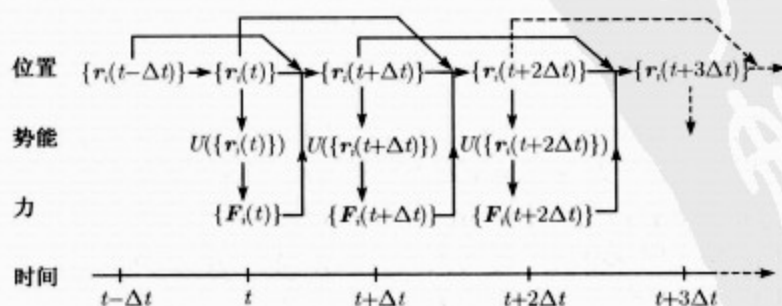 位置 {r_i(t−Δt)} {r_i(t)} {r_i(t+Δt)} {r_i(t+2Δt)} {r_i(t+3Δt)}
势能 U({r_i(t)}) U({r_i(t+Δt)}) U({r_i(t+2Δt)})
力 {F_i(t)} {F_i(t+Δt)} {F_i(t+2Δt)}
时间
t−Δt t t+Δt t+2Δt t+3Δt